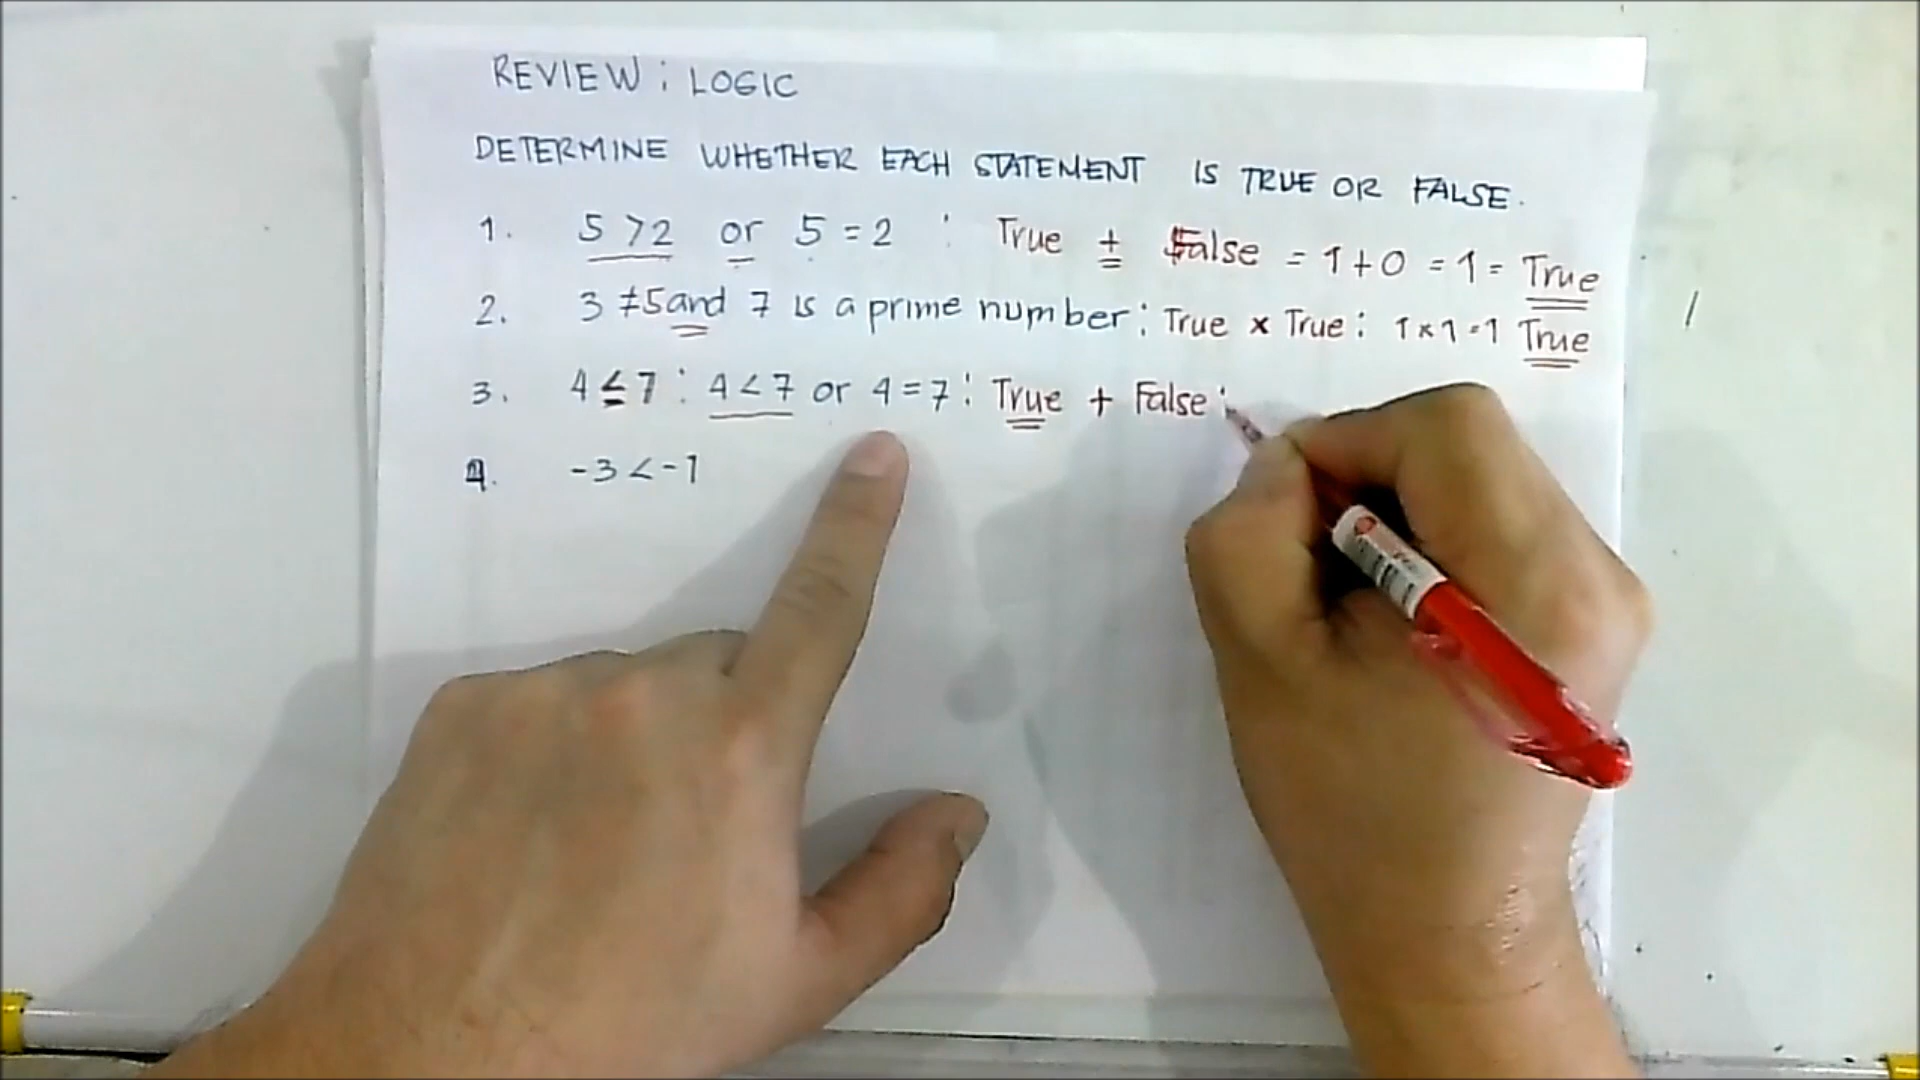 REVIEW : LOGIC
DETERMINE WHETHER EACH STATEMENT IS TRUE OR FALSE.
1. 5 > 2 or 5 = 2 : True + False = 1 + 0 = 1 = True
2. 3 ≠ 5 and 7 is a prime number : True × True : 1 × 1 = 1 True
3. 4 ≤ 7 : 4 < 7 or 4 = 7 : True + False :
4. -3 < -1